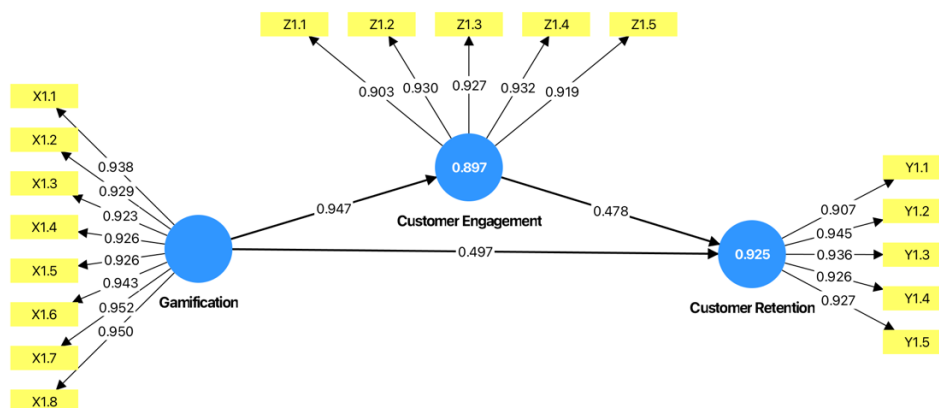 Z1.1
Z1.2
Z1.3
Z1.4
Z1.5
0.903
0.930
0.927
0.932
0.919
X1.1
X1.2
X1.3
X1.4
X1.5
X1.6
X1.7
X1.8
0.938
0.929
0.923
0.926
0.926
0.943
0.952
0.950
Gamification
0.947
0.897
Customer Engagement
0.478
0.497
0.925
Customer Retention
0.907
0.945
0.936
0.926
0.927
Y1.1
Y1.2
Y1.3
Y1.4
Y1.5